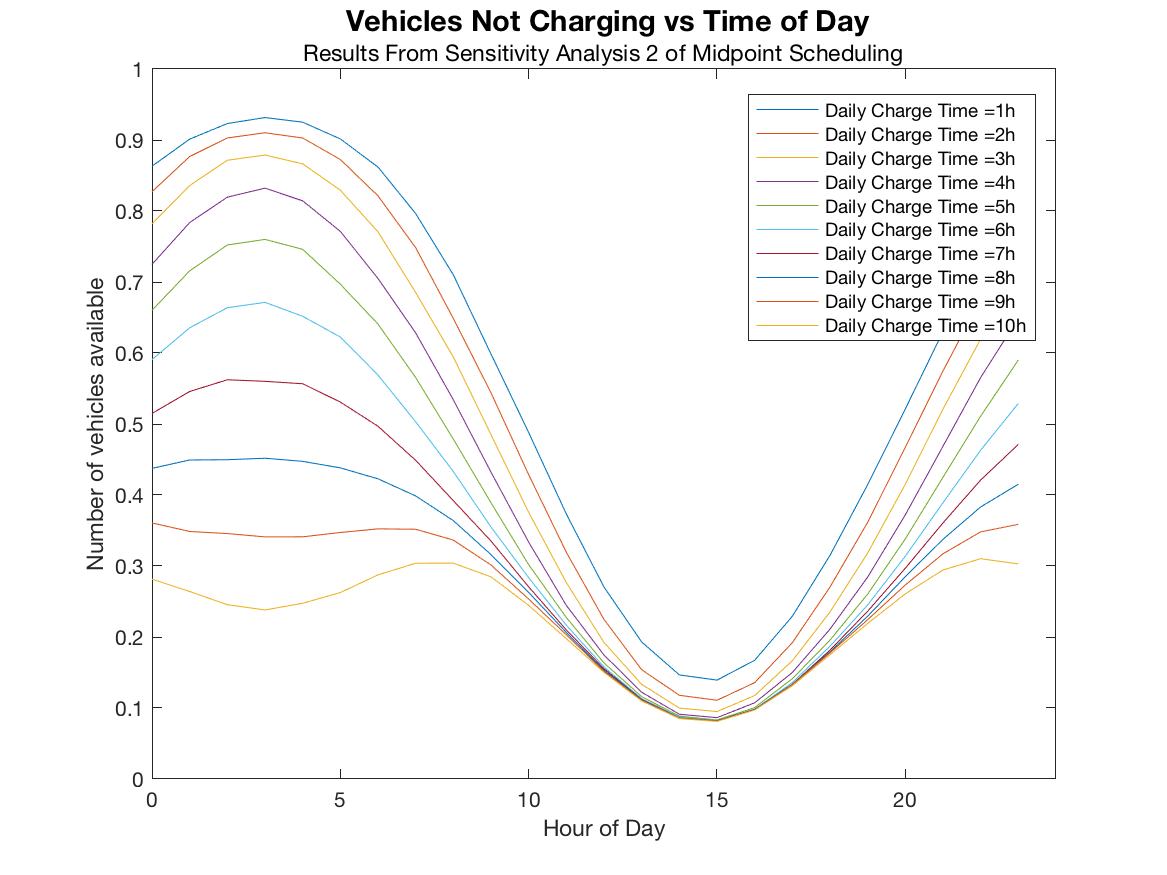 Vehicles Not Charging vs Time of Day
Results From Sensitivity Analysis 2 of Midpoint Scheduling
1
0.9
0.8
0.7
0.6
0.5
0.4
0.3
0.2
0.1
0
Number of vehicles available
Daily Charge Time =1h
Daily Charge Time =2h
Daily Charge Time =3h
Daily Charge Time =4h
Daily Charge Time =5h
Daily Charge Time =6h
Daily Charge Time =7h
Daily Charge Time =8h
Daily Charge Time =9h
Daily Charge Time =10h
0 5 10 15 20
Hour of Day